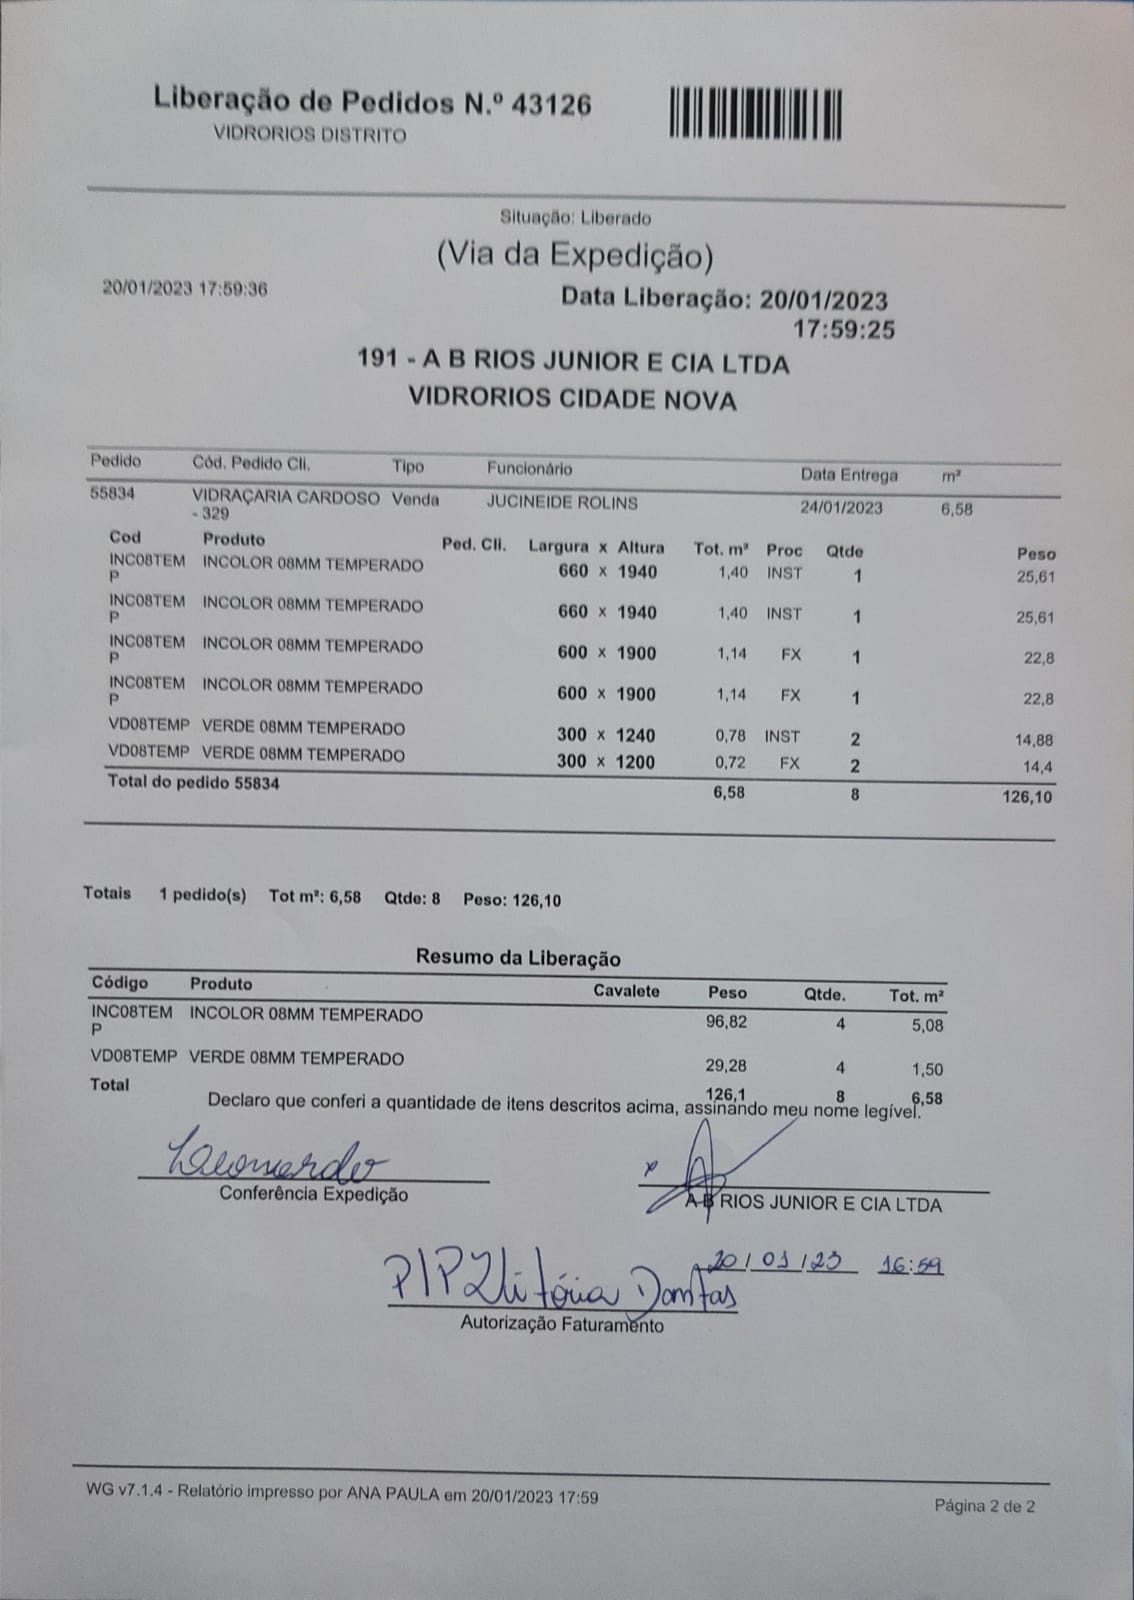 Liberação de Pedidos N.º 43126
VIDRORIOS DISTRITO
Situação: Liberado
(Via da Expedição)
20/01/2023 17:59:36
Data Liberação: 20/01/2023
17:59:25
191 - A B RIOS JUNIOR E CIA LTDA
VIDRORIOS CIDADE NOVA
Pedido Cód. Pedido Cli. Tipo Funcionário Data Entrega m²
55834 VIDRAÇARIA CARDOSO - 329 Venda JUCINEIDE ROLINS 24/01/2023 6,58
Cod Produto Ped. Cli. Largura x Altura Tot. m² Proc Qtde Peso
INC08TEMP INCOLOR 08MM TEMPERADO 660 x 1940 1,40 INST 1 25,61
INC08TEMP INCOLOR 08MM TEMPERADO 660 x 1940 1,40 INST 1 25,61
INC08TEMP INCOLOR 08MM TEMPERADO 600 x 1900 1,14 FX 1 22,8
INC08TEMP INCOLOR 08MM TEMPERADO 600 x 1900 1,14 FX 1 22,8
VD08TEMP VERDE 08MM TEMPERADO 300 x 1240 0,78 INST 2 14,88
VD08TEMP VERDE 08MM TEMPERADO 300 x 1200 0,72 FX 2 14,4
Total do pedido 55834 6,58 8 126,10
Totais 1 pedido(s) Tot m²: 6,58 Qtde: 8 Peso: 126,10
Resumo da Liberação
Código Produto Cavalete Peso Qtde. Tot. m²
INC08TEMP INCOLOR 08MM TEMPERADO 96,82 4 5,08
VD08TEMP VERDE 08MM TEMPERADO 29,28 4 1,50
Total 126,1 8 6,58
Declaro que conferi a quantidade de itens descritos acima, assinando meu nome legível.
Leonardo
Conferência Expedição
A B RIOS JUNIOR E CIA LTDA
20/01/23 16:59
P/P Vitória Dantas
Autorização Faturamento
WG v7.1.4 - Relatório impresso por ANA PAULA em 20/01/2023 17:59
Página 2 de 2